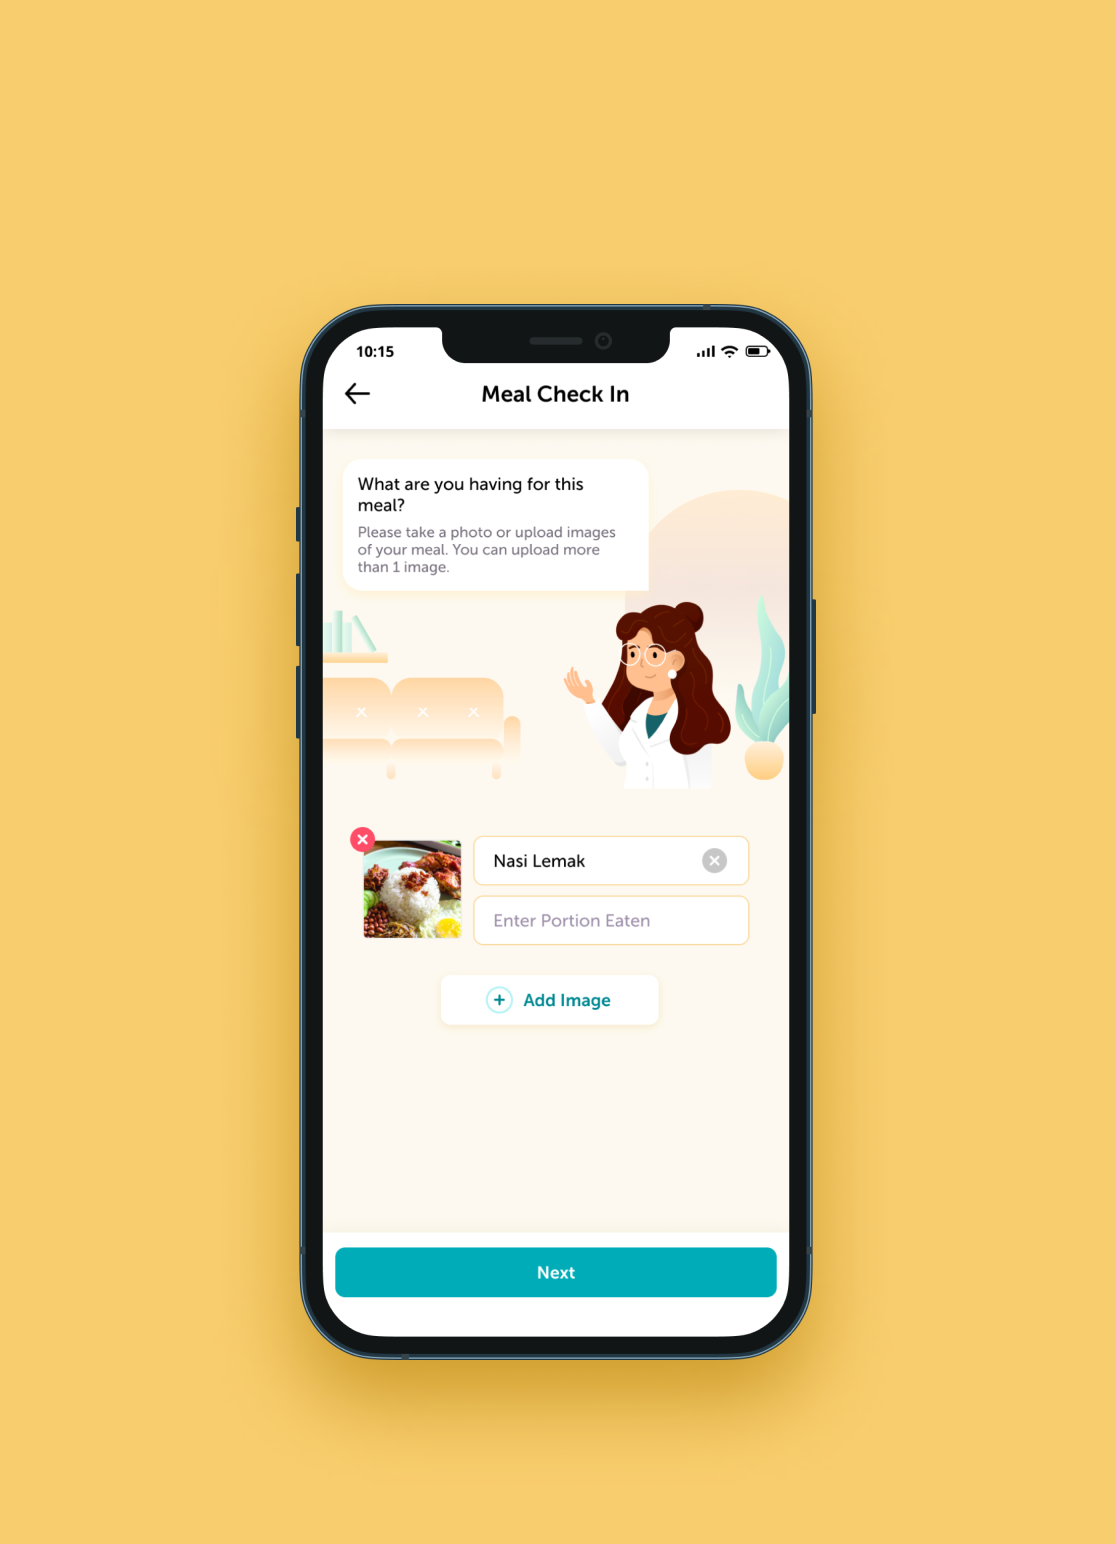 10:15
Meal Check In
What are you having for this
meal?
Please take a photo or upload images
of your meal. You can upload more
than 1 image.
Nasi Lemak
Enter Portion Eaten
Add Image
Next